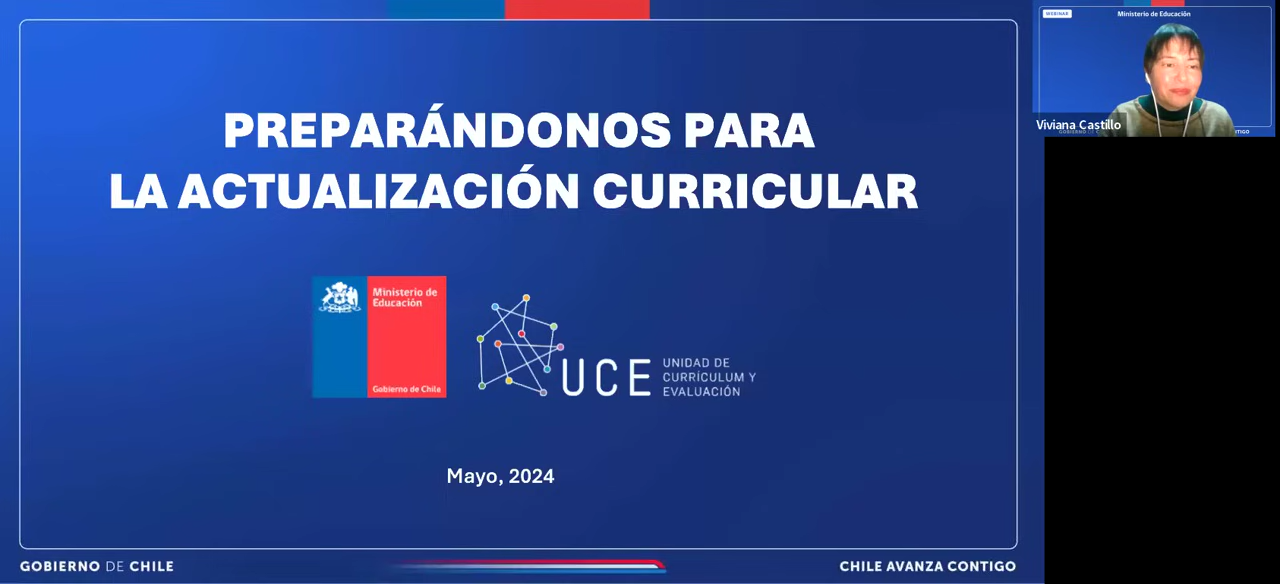 PREPARÁNDONOS PARA
LA ACTUALIZACIÓN CURRICULAR
Ministerio de
Educación
Gobierno de Chile
UCE
UNIDAD DE
CURRÍCULUM Y
EVALUACIÓN
Mayo, 2024
GOBIERNO DE CHILE
CHILE AVANZA CONTIGO
WEBINAR
Ministerio de Educación
Viviana Castillo